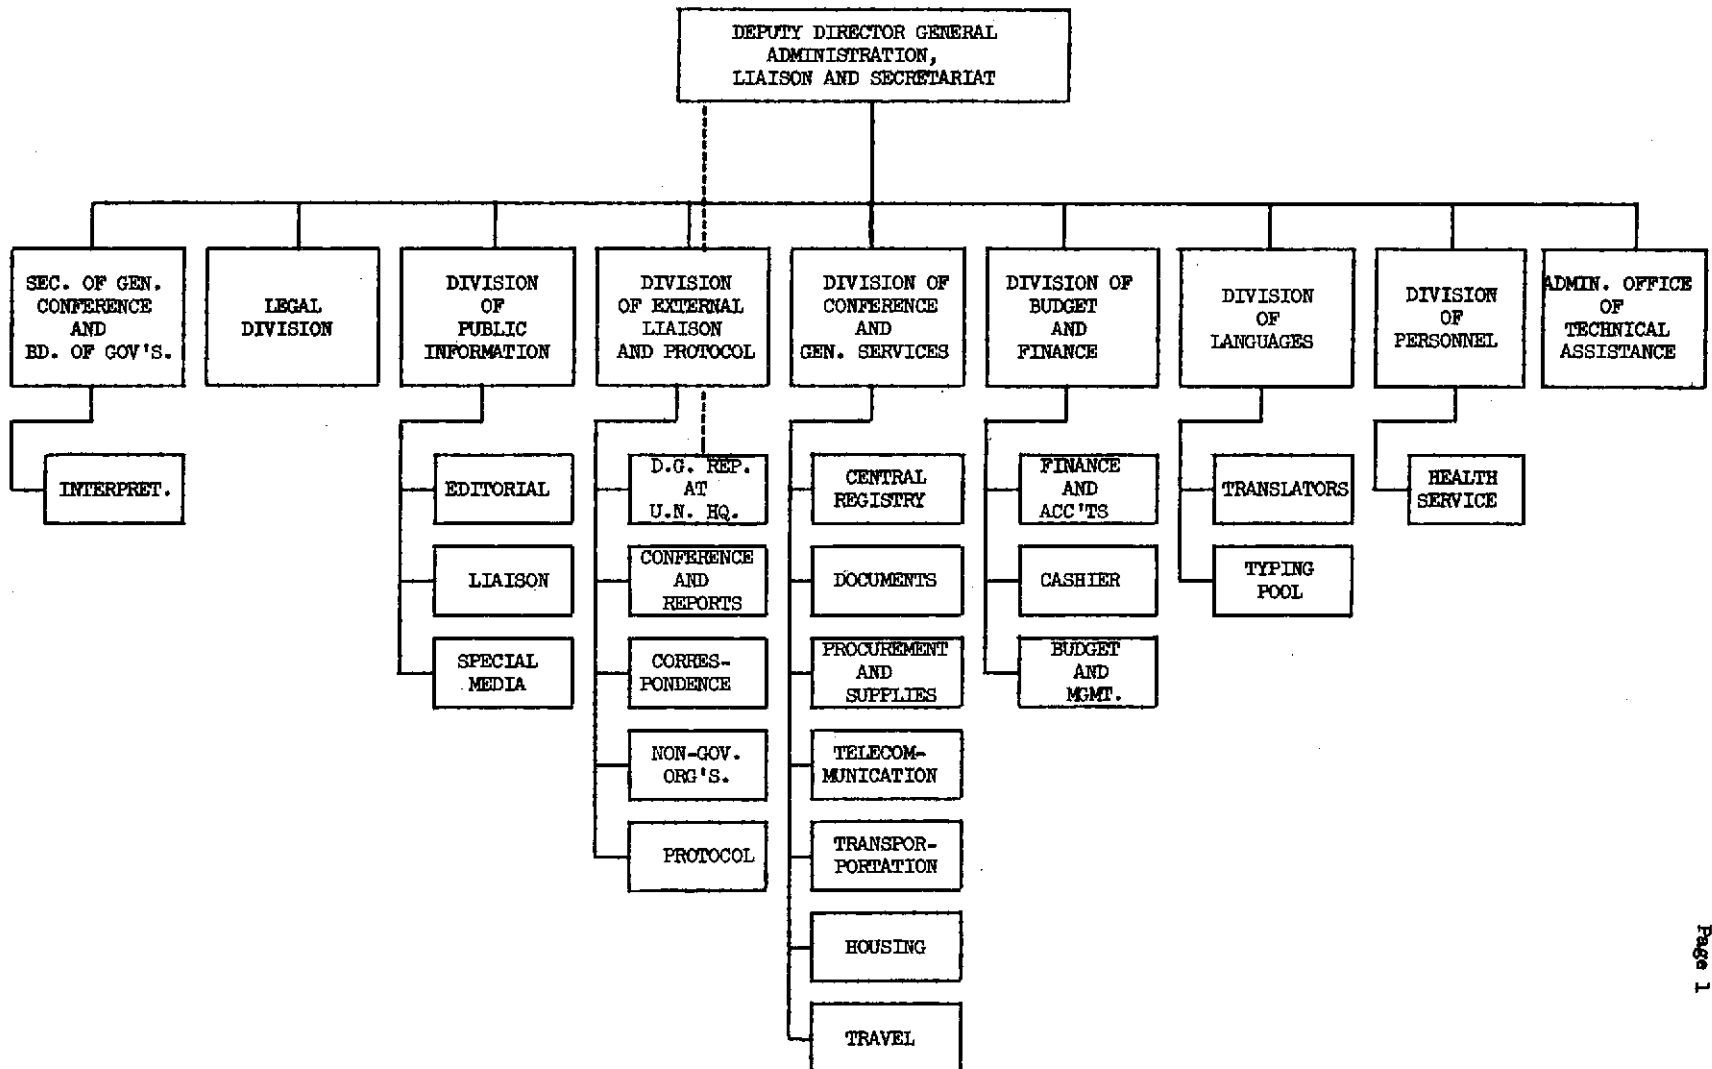 DEPUTY DIRECTOR GENERAL
ADMINISTRATION,
LIAISON AND SECRETARIAT
SEC. OF GEN.
CONFERENCE
AND
BD. OF GOV'S.
LEGAL
DIVISION
DIVISION
OF
PUBLIC
INFORMATION
DIVISION
OF EXTERNAL
LIAISON
AND PROTOCOL
DIVISION OF
CONFERENCE
AND
GEN. SERVICES
DIVISION OF
BUDGET
AND
FINANCE
DIVISION
OF
LANGUAGES
DIVISION
OF
PERSONNEL
ADMIN. OFFICE
OF
TECHNICAL
ASSISTANCE
INTERPRET.
EDITORIAL
LIAISON
SPECIAL
MEDIA
D.G. REP.
AT
U.N. HQ.
CONFERENCE
AND
REPORTS
CORRES-
PONDENCE
NON-GOV.
ORG'S.
PROTOCOL
CENTRAL
REGISTRY
DOCUMENTS
PROCUREMENT
AND
SUPPLIES
TELECOM-
MUNICATION
TRANSPOR-
PORTATION
HOUSING
TRAVEL
FINANCE
AND
ACC'TS
CASHIER
BUDGET
AND
MGMT.
TRANSLATORS
TYPING
POOL
HEALTH
SERVICE
Page 1